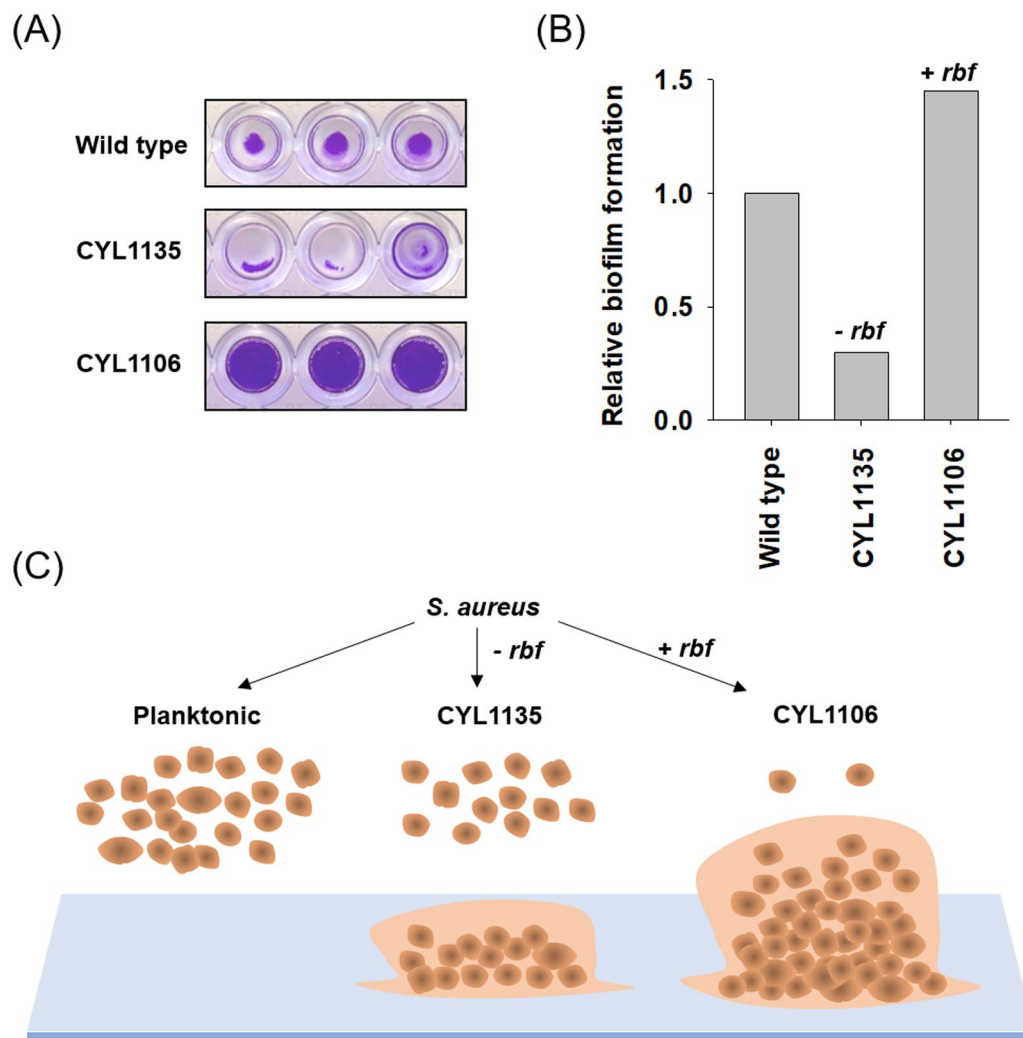 (A)
Wild type
CYL1135
CYL1106
(B)
Relative biofilm formation
1.5
1.0
0.5
0.0
+ rbf
- rbf
Wild type
CYL1135
CYL1106
(C)
S. aureus
- rbf
+ rbf
Planktonic
CYL1135
CYL1106